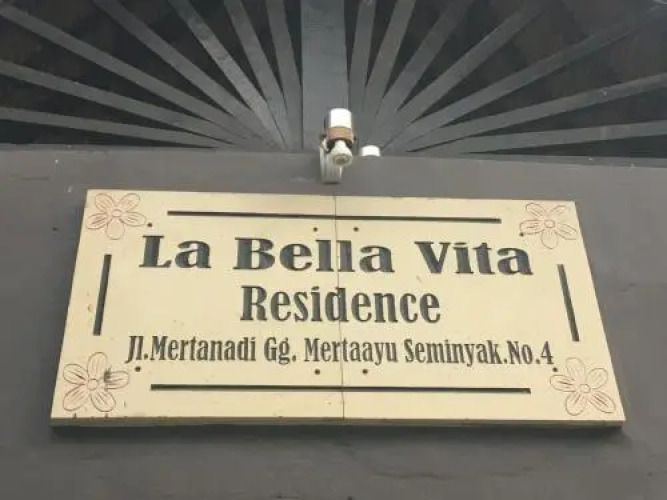 La Bella Vita
Residence
Jl.Mertanadi Gg. Mertaayu Seminyak.No.4